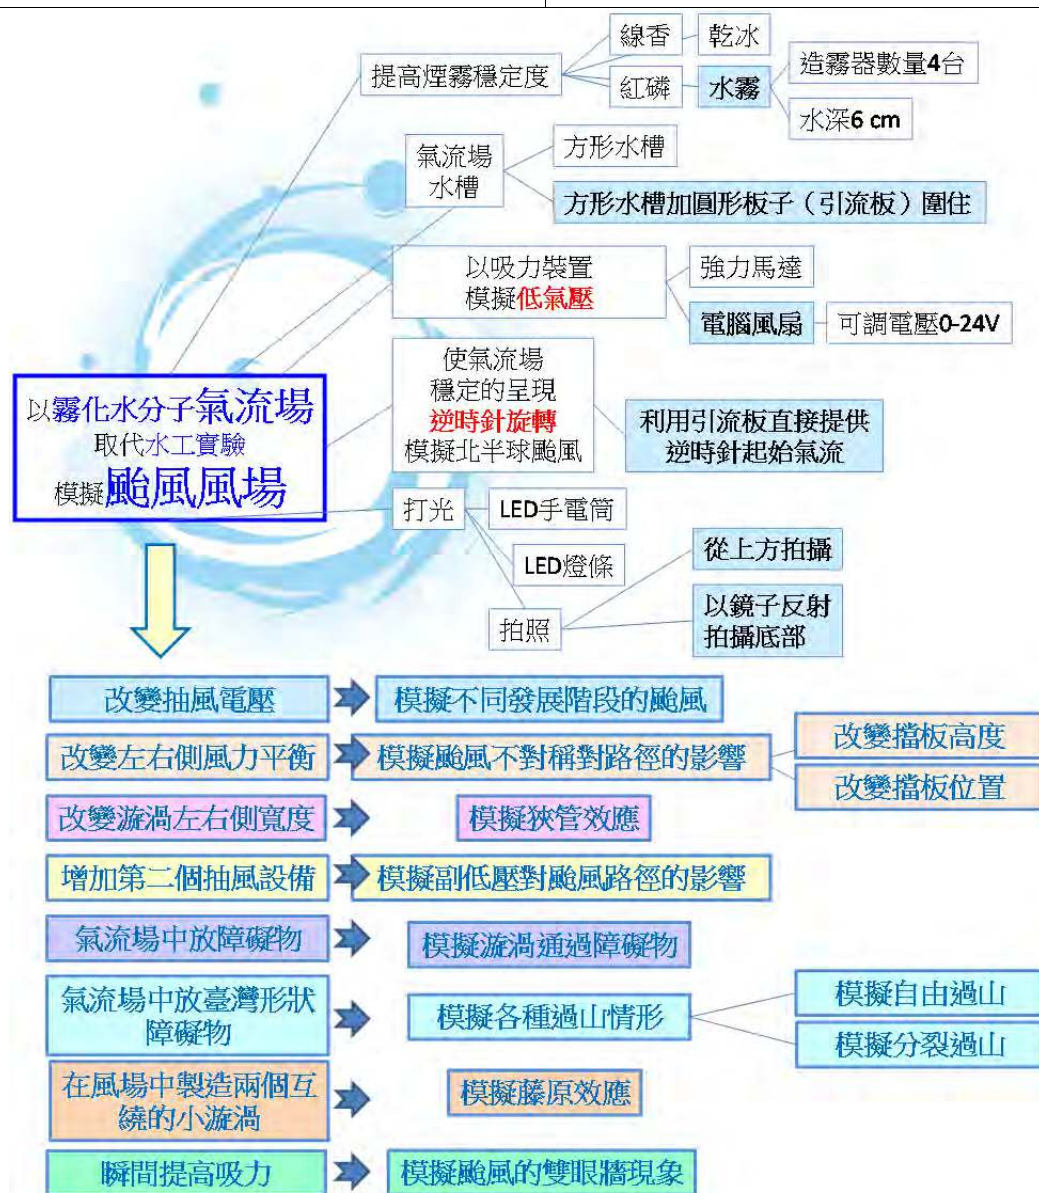 線香
乾冰
提高煙霧穩定度
紅磷
水霧
造霧器數量4台
水深6 cm
氣流場
水槽
方形水槽
方形水槽加圓形板子（引流板）圍住
以吸力裝置
模擬低氣壓
強力馬達
電腦風扇
可調電壓0-24V
使氣流場
穩定的呈現
逆時針旋轉
模擬北半球颱風
利用引流板直接提供
逆時針起始氣流
以霧化水分子氣流場
取代水工實驗
模擬颱風風場
打光
LED手電筒
LED燈條
拍照
從上方拍攝
以鏡子反射
拍攝底部
改變抽風電壓
模擬不同發展階段的颱風
改變左右側風力平衡
模擬颱風不對稱對路徑的影響
改變擋板高度
改變擋板位置
改變漩渦左右側寬度
模擬狹管效應
增加第二個抽風設備
模擬副低壓對颱風路徑的影響
氣流場中放障礙物
模擬漩渦通過障礙物
氣流場中放臺灣形狀
障礙物
模擬各種過山情形
模擬自由過山
模擬分裂過山
在風場中製造兩個互
繞的小漩渦
模擬藤原效應
瞬間提高吸力
模擬颱風的雙眼牆現象